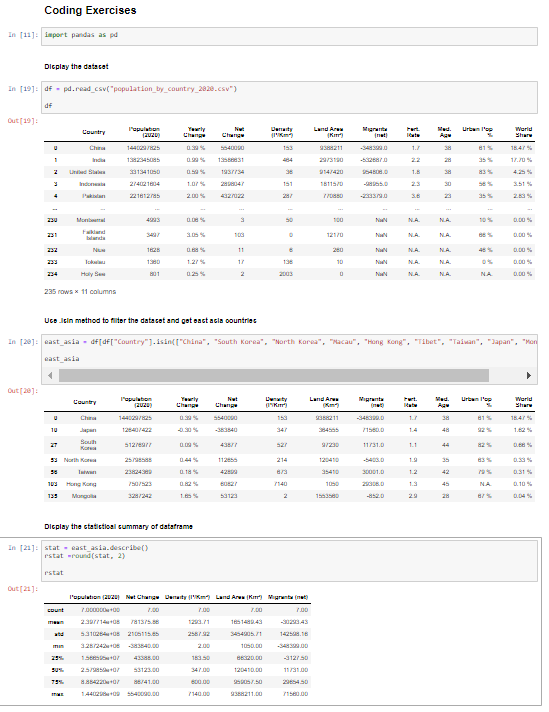 Coding Exercises
In [11]: import pandas as pd
Display the dataset
In [19]: df = pd.read_csv("population_by_country_2020.csv")
df
Out[19]:
Country Population (2020) Yearly Change Net Change Density (P/Km²) Land Area (Km²) Migrants (net) Fert. Rate Med. Age Urban Pop % World Share
0 China 1440297825 0.39 % 5540090 153 9388211 -348399.0 1.7 38 61 % 18.47 %
1 India 1382345085 0.99 % 13586631 464 2973190 -532687.0 2.2 28 35 % 17.70 %
2 United States 331341050 0.59 % 1937734 36 9147420 954806.0 1.8 38 83 % 4.25 %
3 Indonesia 274021604 1.07 % 2898047 151 1811570 -98955.0 2.3 30 56 % 3.51 %
4 Pakistan 221612785 2.00 % 4327022 287 770880 -233379.0 3.6 23 35 % 2.83 %
... ... ... ... ... ... ... ... ... ... ... ...
230 Montserrat 4993 0.06 % 3 50 100 NaN N.A. N.A. 10 % 0.00 %
231 Falkland Islands 3497 3.05 % 103 0 12170 NaN N.A. N.A. 66 % 0.00 %
232 Niue 1628 0.68 % 11 6 260 NaN N.A. N.A. 46 % 0.00 %
233 Tokelau 1360 1.27 % 17 136 10 NaN N.A. N.A. 0 % 0.00 %
234 Holy See 801 0.25 % 2 2003 0 NaN N.A. N.A. N.A. 0.00 %
235 rows × 11 columns
Use .isin method to filter the dataset and get east asia countries
In [20]: east_asia = df[df["Country"].isin(["China", "South Korea", "North Korea", "Macau", "Hong Kong", "Tibet", "Taiwan", "Japan", "Mon
east_asia
Out[20]:
Country Population (2020) Yearly Change Net Change Density (P/Km²) Land Area (Km²) Migrants (net) Fert. Rate Med. Age Urban Pop % World Share
0 China 1440297825 0.39 % 5540090 153 9388211 -348399.0 1.7 38 61 % 18.47 %
10 Japan 126407422 -0.30 % -383840 347 364555 71560.0 1.4 48 92 % 1.62 %
27 South Korea 51276977 0.09 % 43877 527 97230 11731.0 1.1 44 82 % 0.66 %
53 North Korea 25798588 0.44 % 112655 214 120410 -5403.0 1.9 35 63 % 0.33 %
56 Taiwan 23824369 0.18 % 42899 673 35410 30001.0 1.2 42 79 % 0.31 %
103 Hong Kong 7507523 0.82 % 60827 7140 1050 29308.0 1.3 45 N.A. 0.10 %
135 Mongolia 3287242 1.65 % 53123 2 1553560 -852.0 2.9 28 67 % 0.04 %
Display the statistical summary of dataframe
In [21]: stat = east_asia.describe()
rstat =round(stat, 2)
rstat
Out[21]:
Population (2020) Net Change Density (P/Km²) Land Area (Km²) Migrants (net)
count 7.000000e+00 7.00 7.00 7.00 7.00
mean 2.397714e+08 781375.86 1293.71 1651489.43 -30293.43
std 5.310264e+08 2105115.65 2587.92 3454905.71 142598.16
min 3.287242e+06 -383840.00 2.00 1050.00 -348399.00
25% 1.566595e+07 43388.00 183.50 66320.00 -3127.50
50% 2.579859e+07 53123.00 347.00 120410.00 11731.00
75% 8.884220e+07 86741.00 600.00 959057.50 29654.50
max 1.440298e+09 5540090.00 7140.00 9388211.00 71560.00